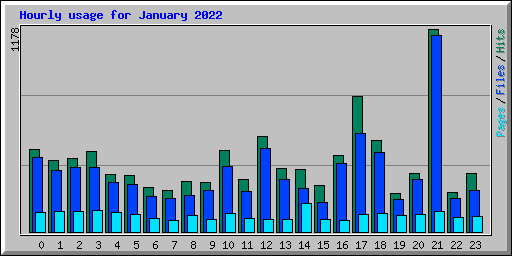 Hourly usage for January 2022
1178
Pages / Files / Hits
0 1 2 3 4 5 6 7 8 9 10 11 12 13 14 15 16 17 18 19 20 21 22 23